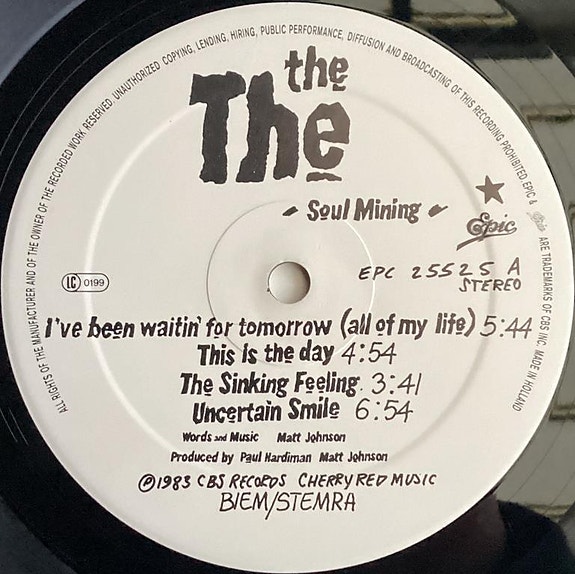 ALL RIGHTS OF THE MANUFACTURER AND OF THE OWNER OF THE RECORDED WORK RESERVED. UNAUTHORIZED COPYING, LENDING, HIRING, PUBLIC PERFORMANCE, DIFFUSION AND BROADCASTING OF THIS RECORDING PROHIBITED. EPIC & Epic ARE TRADEMARKS OF CBS INC. MADE IN HOLLAND
the
The
Soul Mining
Epic
LC 0199
EPC 25525 A
STEREO
I've been waitin' for tomorrow (all of my life) 5:44
This Is the day 4:54
The Sinking Feeling. 3:41
Uncertain Smile 6:54
Words and Music Matt Johnson
Produced by Paul Hardiman Matt Johnson
℗1983 CBS RECORDS CHERRY RED MUSIC
BIEM/STEMRA